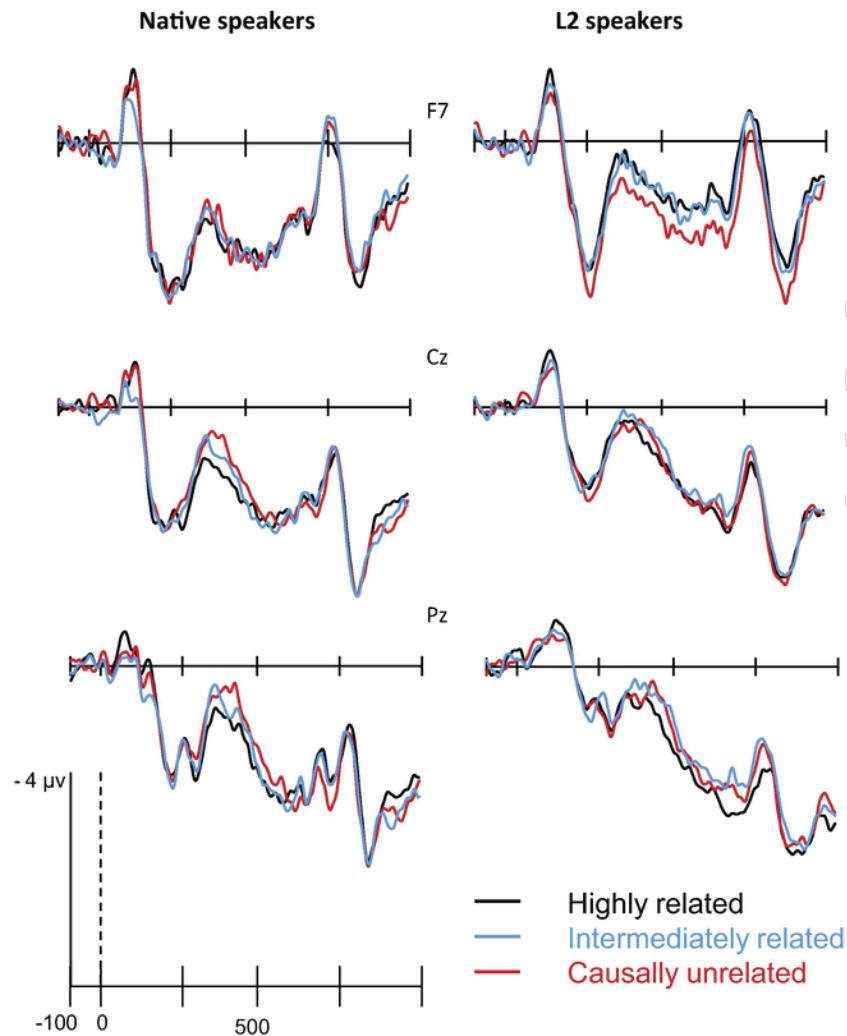 Native speakers
L2 speakers
F7
Cz
Pz
- 4 μv
-100 0 500
Highly related
Intermediately related
Causally unrelated